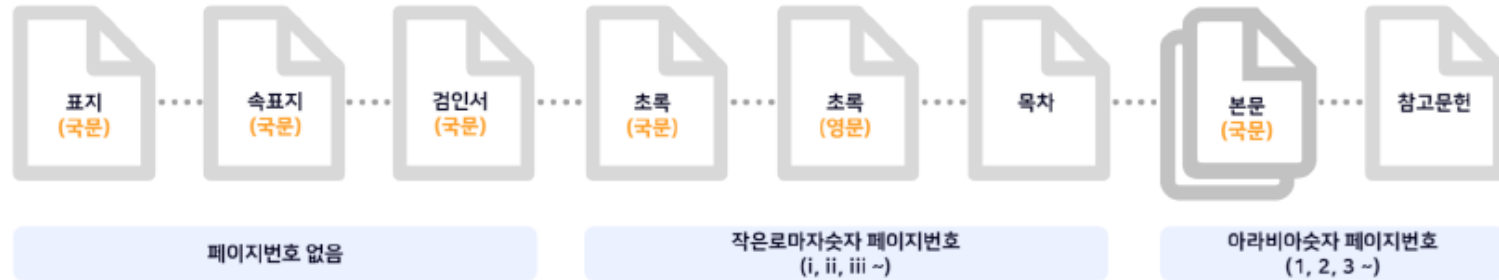 표지
(국문)
속표지
(국문)
검인서
(국문)
초록
(국문)
초록
(영문)
목차
본문
(국문)
참고문헌
페이지번호 없음
작은로마자숫자 페이지번호
(i, ii, iii ~)
아라비아숫자 페이지번호
(1, 2, 3 ~)